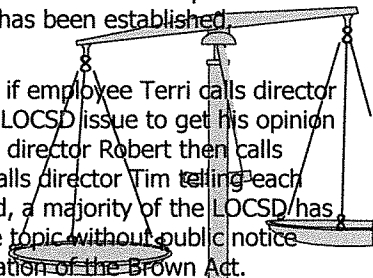 has been established.
if employee Terri calls director
LOCSD issue to get his opinion
director Robert then calls
alls director Tim telling each
d, a majority of the LOCSD has
e topic without public notice
ation of the Brown Act.